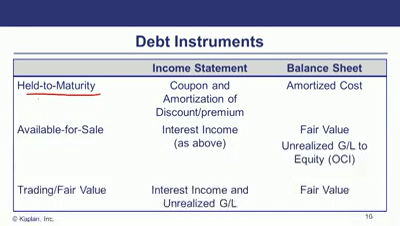 Debt Instruments
Income Statement Balance Sheet
Held-to-Maturity Coupon and Amortized Cost
Amortization of
Discount/premium
Available-for-Sale Interest Income Fair Value
(as above) Unrealized G/L to
Equity (OCI)
Trading/Fair Value Interest Income and Fair Value
Unrealized G/L
© Kaplan, Inc. 10